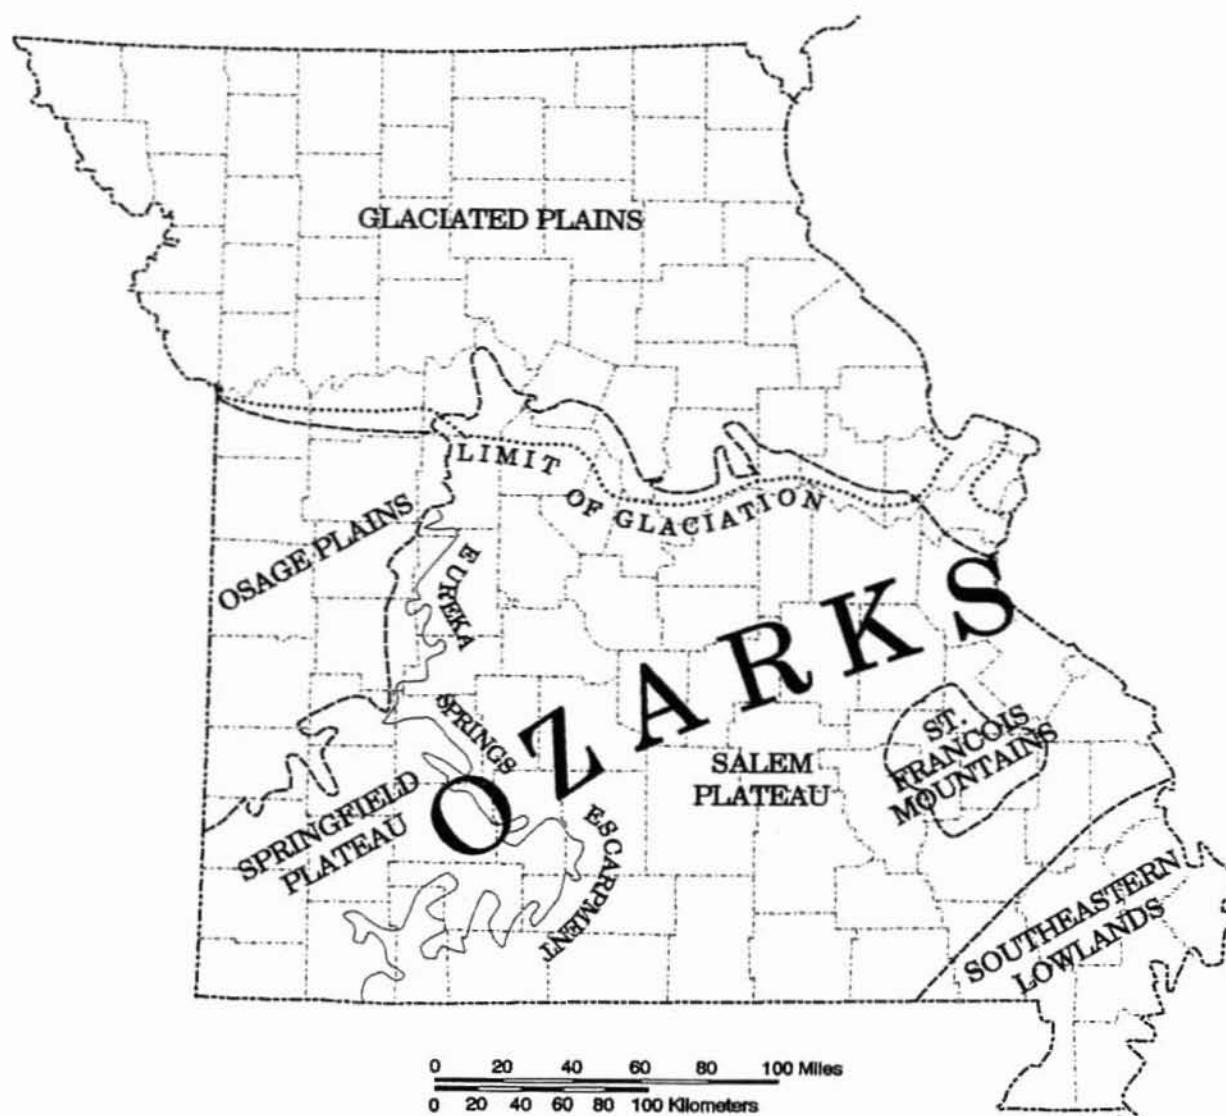 GLACIATED PLAINS
LIMIT OF GLACIATION
OSAGE PLAINS
EUREKA SPRINGS ESCARPMENT
OZARKS
ST.
FRANCOIS
MOUNTAINS
SALEM
PLATEAU
SPRINGFIELD
PLATEAU
SOUTHEASTERN
LOWLANDS
0 20 40 60 80 100 Miles
0 20 40 60 80 100 Kilometers